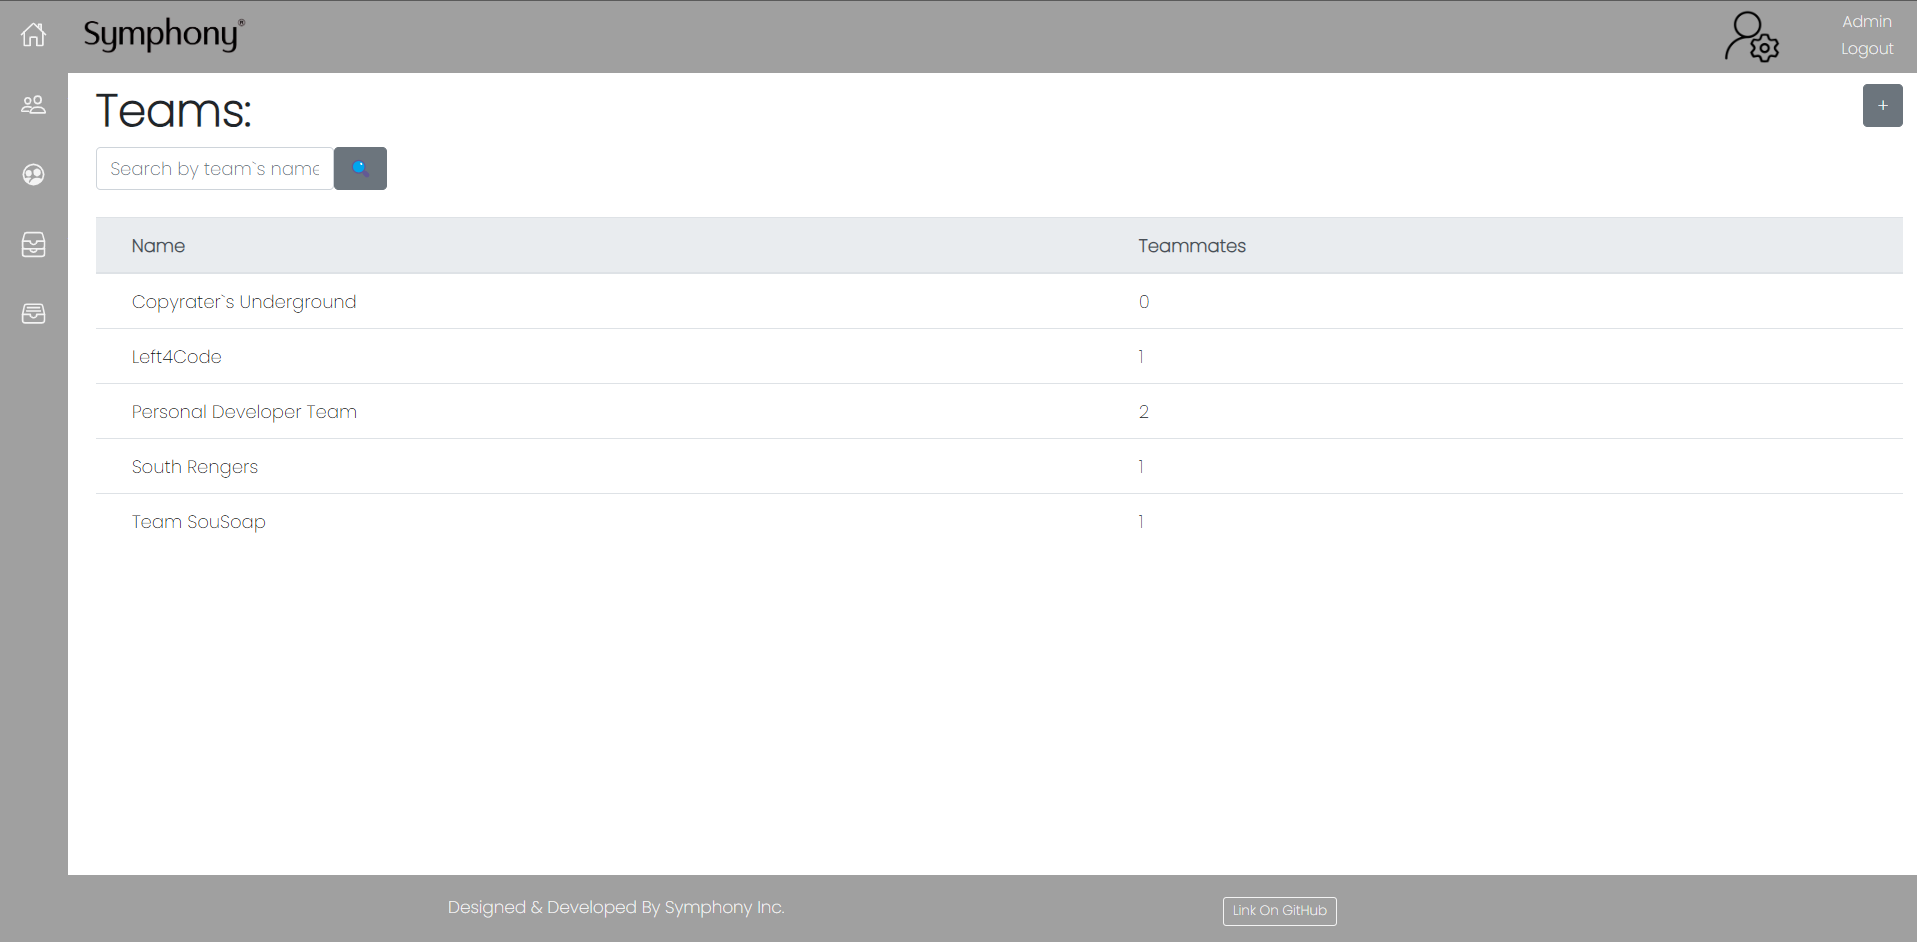 Symphony®
Admin
Logout
Teams:
+
Search by team`s name
Name Teammates
Copyrater`s Underground 0
Left4Code 1
Personal Developer Team 2
South Rengers 1
Team SouSoap 1
Designed & Developed By Symphony Inc.
Link On GitHub